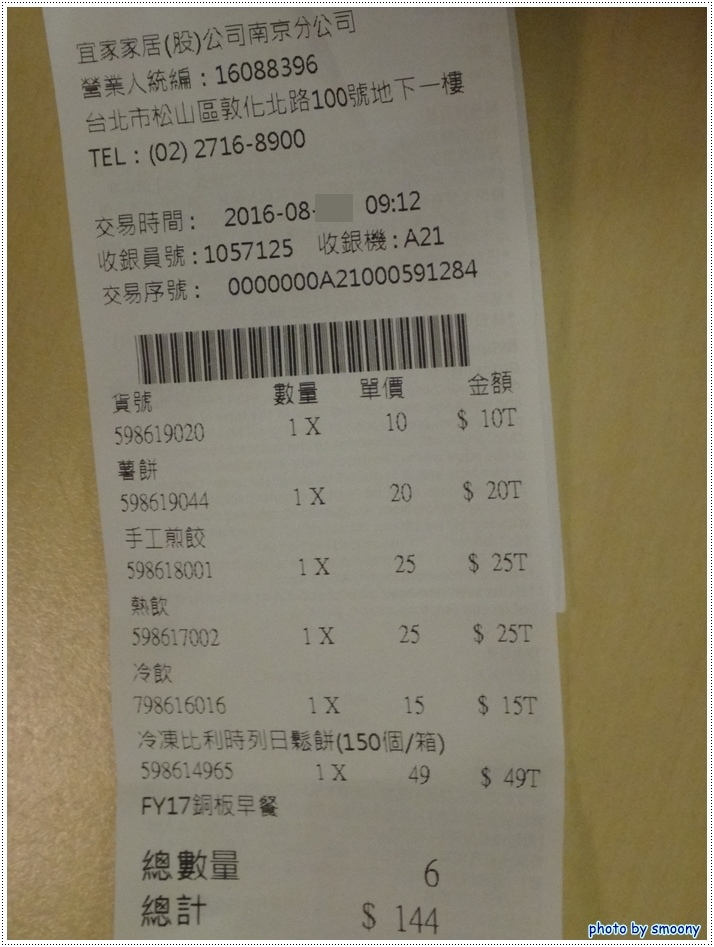 宜家家居(股)公司南京分公司
營業人統編：16088396
台北市松山區敦化北路100號地下一樓
TEL：(02) 2716-8900
交易時間： 2016-08- 09:12
收銀員號：1057125 收銀機：A21
交易序號： 0000000A21000591284
貨號 數量 單價 金額
598619020 1 X 10 $ 10T
薯餅
598619044 1 X 20 $ 20T
手工煎餃
598618001 1 X 25 $ 25T
熱飲
598617002 1 X 25 $ 25T
冷飲
798616016 1 X 15 $ 15T
冷凍比利時列日鬆餅(150個/箱)
598614965 1 X 49 $ 49T
FY17銅板早餐
總數量 6
總計 $ 144
photo by smoony